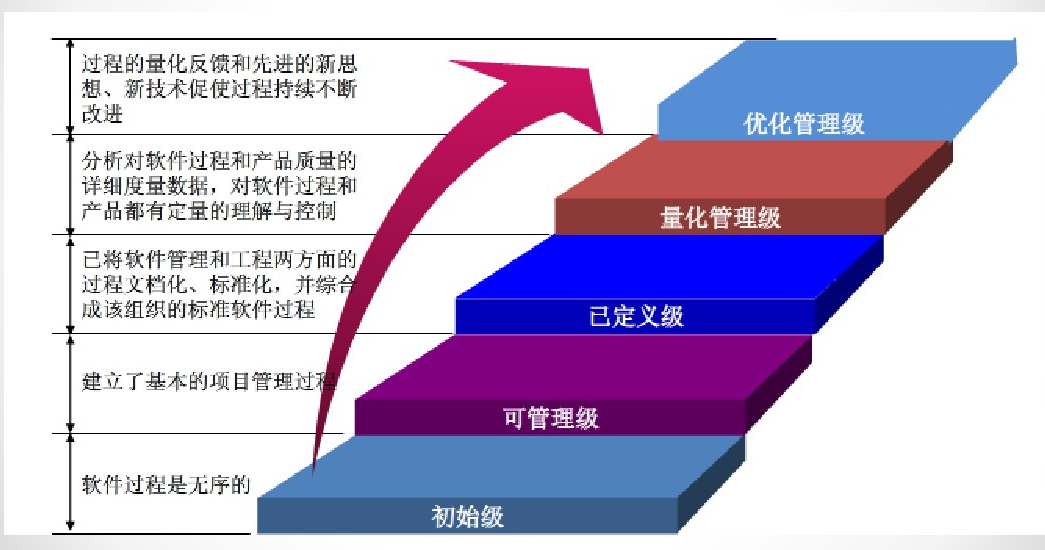 过程的量化反馈和先进的新思
想、新技术促使过程持续不断
改进
优化管理级
分析对软件过程和产品质量的
详细度量数据，对软件过程和
产品都有定量的理解与控制
量化管理级
已将软件管理和工程两方面的
过程文档化、标准化，并综合
成该组织的标准软件过程
已定义级
建立了基本的项目管理过程
可管理级
软件过程是无序的
初始级